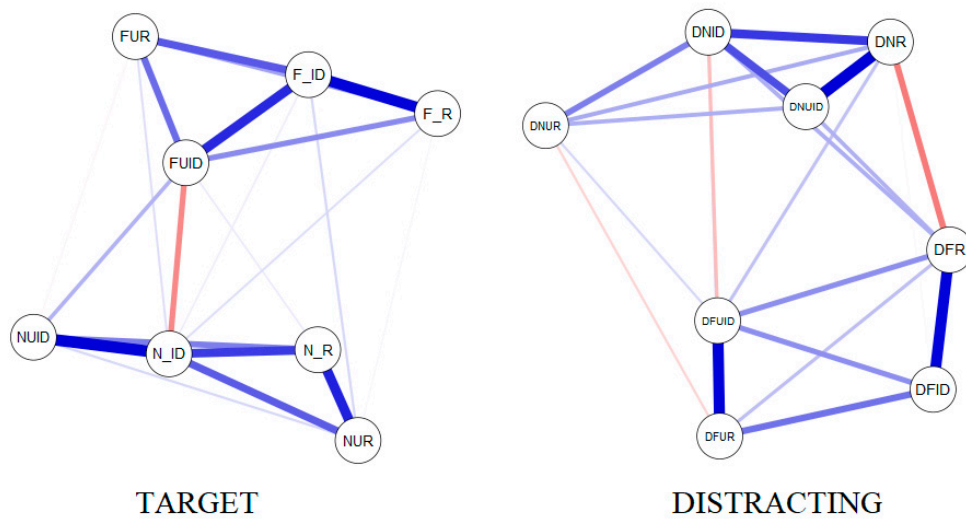 FUR
F_ID
F_R
FUID
NUID
N_ID
N_R
NUR
TARGET
DNID
DNR
DNUID
DNUR
DFR
DFUID
DFID
DFUR
DISTRACTING